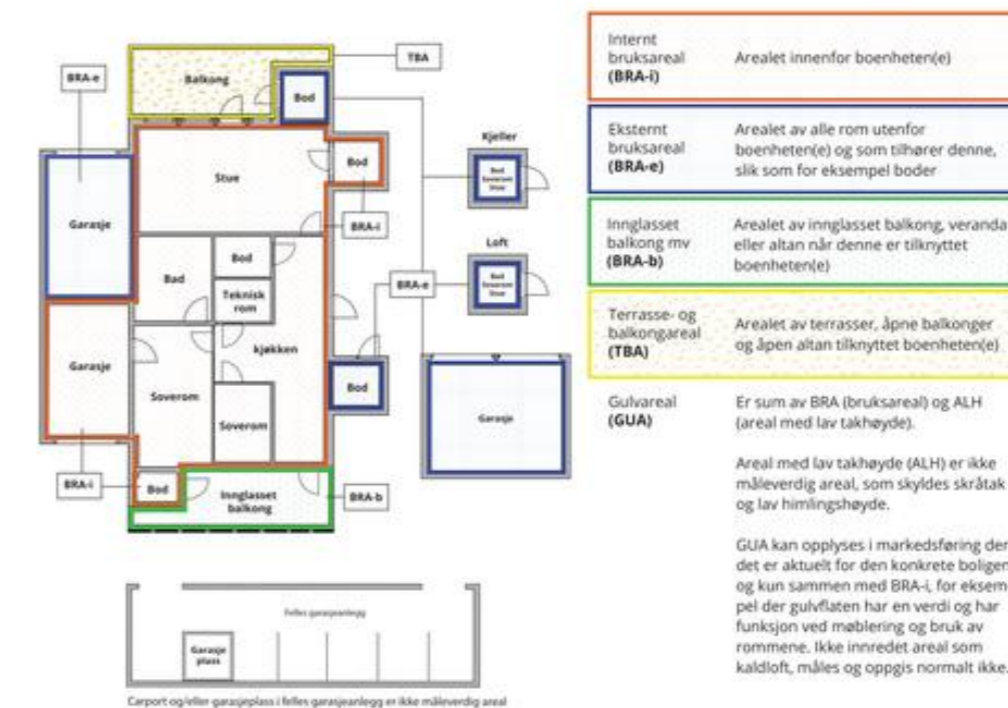 TBA
BRA-e
Balkong
Bod
Kjeller
Bod
Stue
Bod
Soverom
Stue
Garasje
BRA-i
Loft
Bod
Bad
Teknisk
rom
BRA-e
Bod
Soverom
Stue
kjøkken
Garasje
Soverom
Bod
Garasje
Soverom
BRA-i
Bod
Innglasset
balkong
BRA-b
Felles garasjeanlegg
Garasje
plass
Carport og/eller garasjeplass i felles garasjeanlegg er ikke måleverdig areal
Internt
bruksareal
(BRA-i)
Arealet innenfor boenheten(e)
Eksternt
bruksareal
(BRA-e)
Arealet av alle rom utenfor
boenheten(e) og som tilhører denne,
slik som for eksempel boder
Innglasset
balkong mv
(BRA-b)
Arealet av innglasset balkong, veranda
eller altan når denne er tilknyttet
boenheten(e)
Terrasse- og
balkongareal
(TBA)
Arealet av terrasser, åpne balkonger
og åpen altan tilknyttet boenheten(e)
Gulvareal
(GUA)
Er sum av BRA (bruksareal) og ALH
(areal med lav takhøyde).
Areal med lav takhøyde (ALH) er ikke
måleverdig areal, som skyldes skråtak
og lav himlingshøyde.
GUA kan opplyses i markedsføring der
det er aktuelt for den konkrete boligen
og kun sammen med BRA-i, for eksem-
pel der gulvflaten har en verdi og har
funksjon ved møblering og bruk av
rommene. Ikke innredet areal som
kaldloft, måles og oppgis normalt ikke.